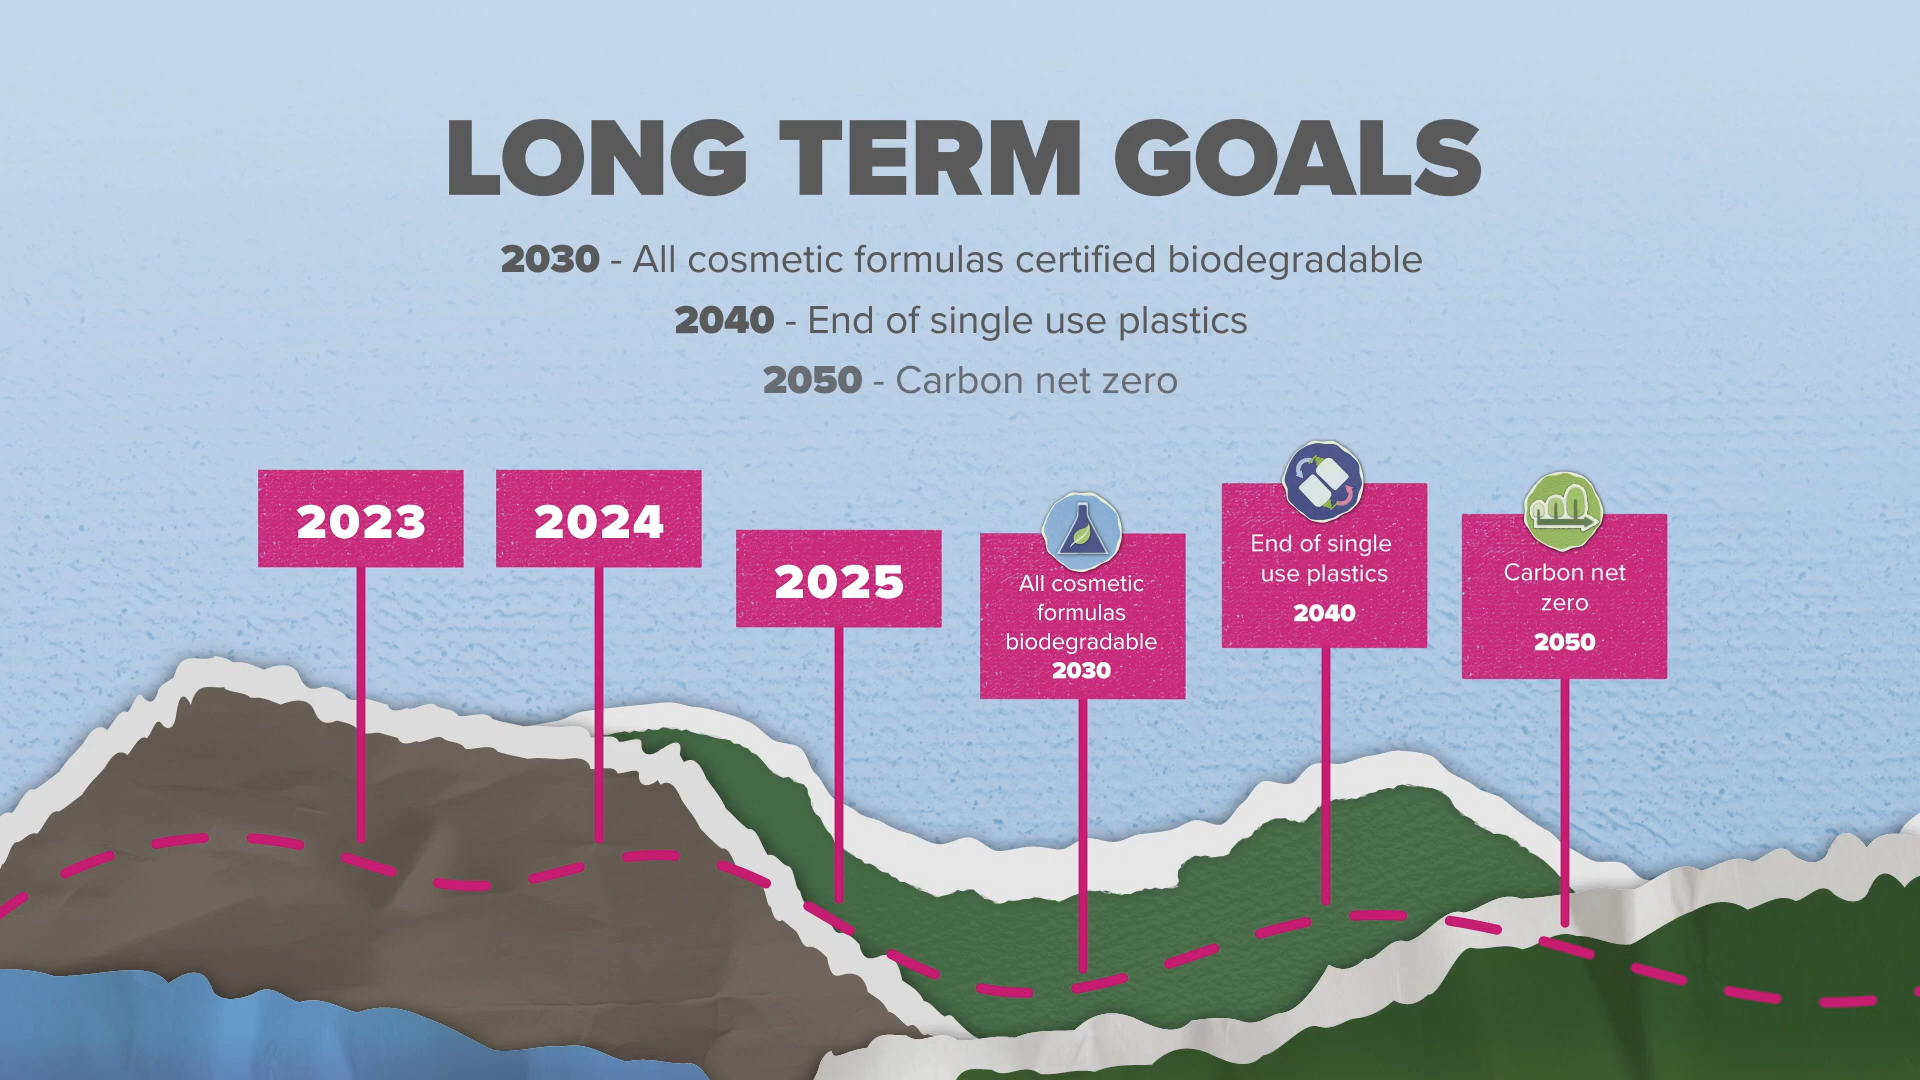 LONG TERM GOALS
2030 - All cosmetic formulas certified biodegradable
2040 - End of single use plastics
2050 - Carbon net zero
2023
2024
2025
All cosmetic
formulas
biodegradable
2030
End of single
use plastics
2040
Carbon net
zero
2050